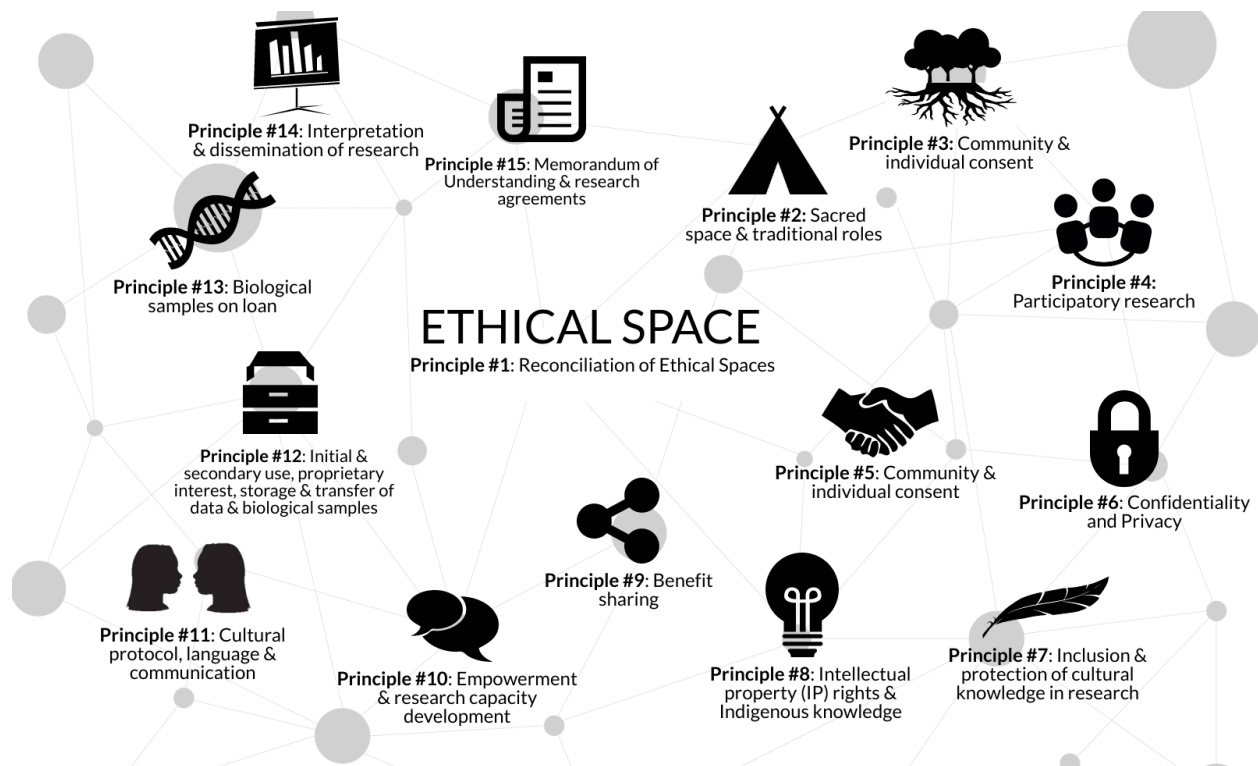 ETHICAL SPACE
Principle #1: Reconciliation of Ethical Spaces
Principle #2: Sacred
space & traditional roles
Principle #3: Community &
individual consent
Principle #4:
Participatory research
Principle #5: Community &
individual consent
Principle #6: Confidentiality
and Privacy
Principle #7: Inclusion &
protection of cultural
knowledge in research
Principle #8: Intellectual
property (IP) rights &
Indigenous knowledge
Principle #9: Benefit
sharing
Principle #10: Empowerment
& research capacity
development
Principle #11: Cultural
protocol, language &
communication
Principle #12: Initial &
secondary use, proprietary
interest, storage & transfer of
data & biological samples
Principle #13: Biological
samples on loan
Principle #14: Interpretation
& dissemination of research
Principle #15: Memorandum of
Understanding & research
agreements